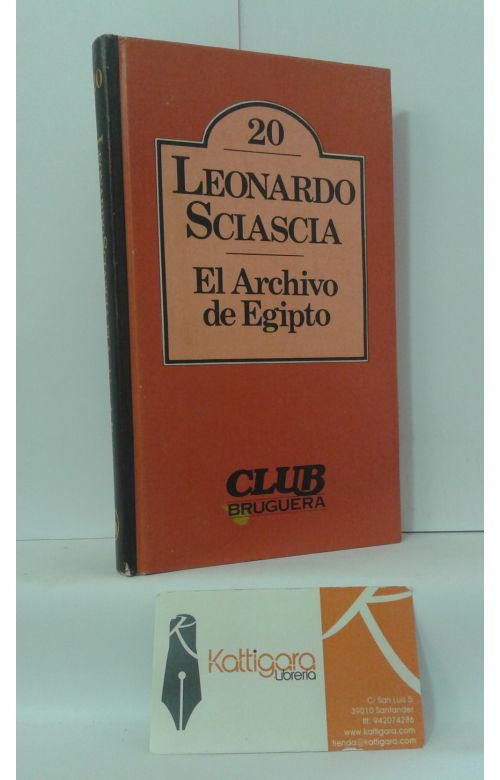 20
LEONARDO
SCIASCIA
El Archivo
de Egipto
CLUB
BRUGUERA
Kattigara
Librería
C/ San Luis 5
39010 Santander
tlf: 942074286
www.kattigara.com
tienda@kattigara.com